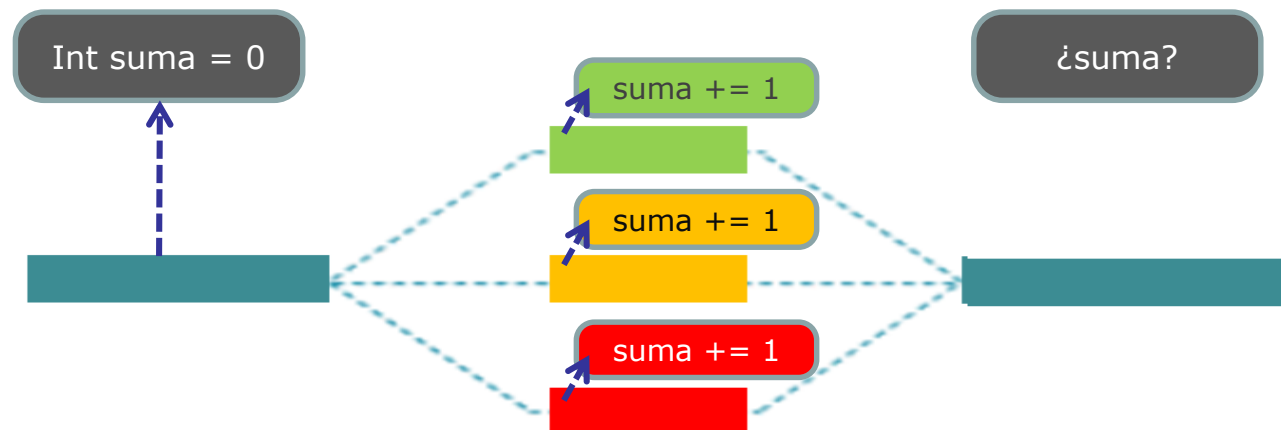 Int suma = 0
¿suma?
suma += 1
suma += 1
suma += 1